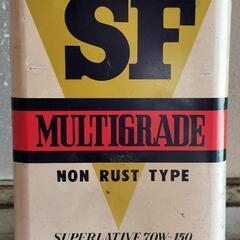 SF
MULTIGRADE
NON RUST TYPE
SUPERLATIVE 70W-150